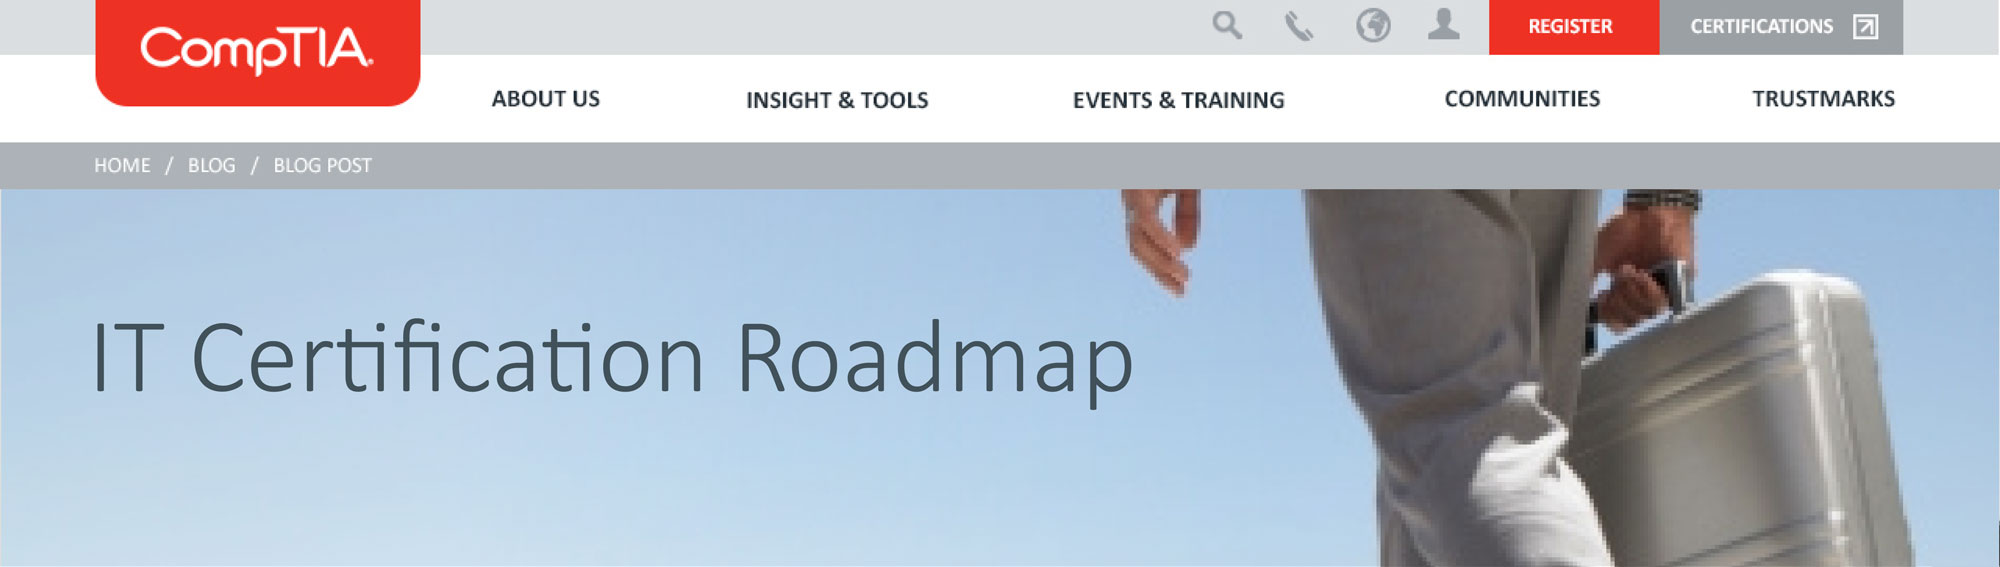 CompTIA.
REGISTER
CERTIFICATIONS
ABOUT US
INSIGHT & TOOLS
EVENTS & TRAINING
COMMUNITIES
TRUSTMARKS
HOME / BLOG / BLOG POST
IT Certification Roadmap